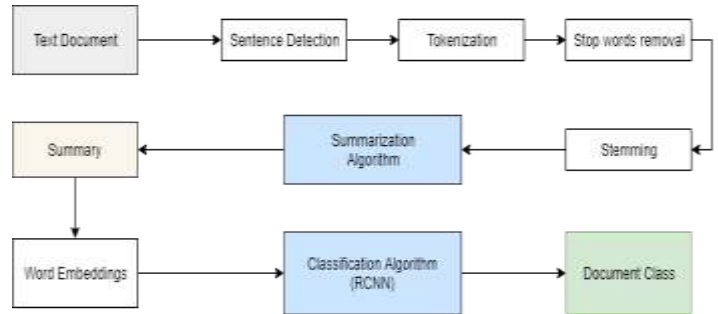 Text Document
Sentence Detection
Tokenization
Stop words removal
Summary
Summarization
Algorithm
Stemming
Word Embeddings
Classification Algorithm
(RCNN)
Document Class